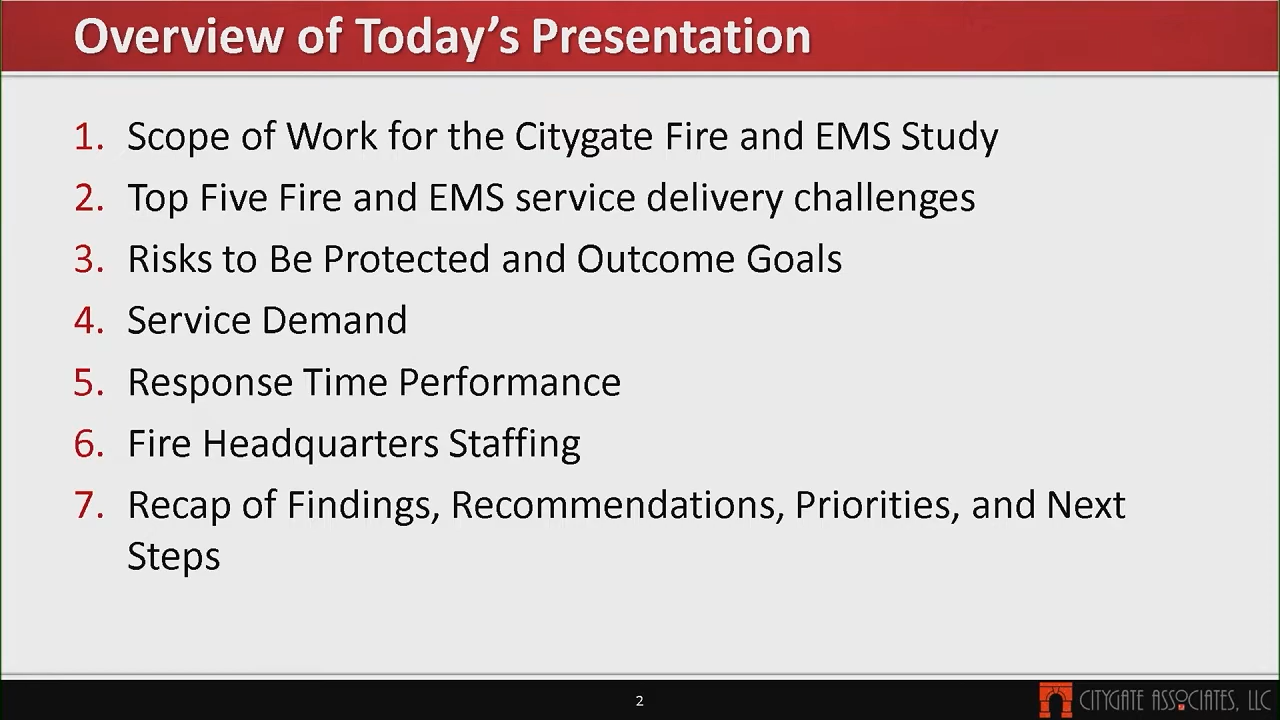 Overview of Today's Presentation
1. Scope of Work for the Citygate Fire and EMS Study
2. Top Five Fire and EMS service delivery challenges
3. Risks to Be Protected and Outcome Goals
4. Service Demand
5. Response Time Performance
6. Fire Headquarters Staffing
7. Recap of Findings, Recommendations, Priorities, and Next
Steps
2
CITYGATE ASSOCIATES, LLC